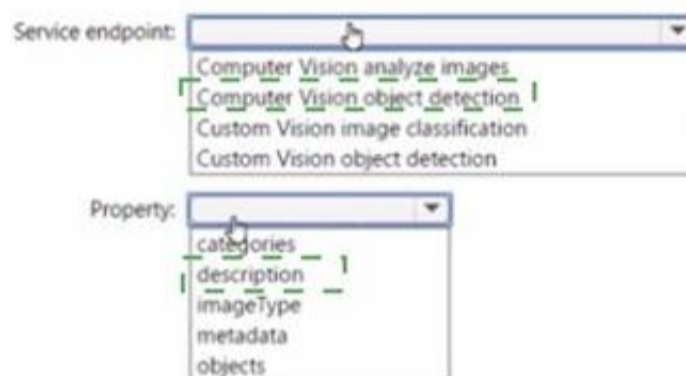 Service endpoint:
Computer Vision analyze images
Computer Vision object detection
Custom Vision image classification
Custom Vision object detection
Property:
categories
description
imageType
metadata
objects